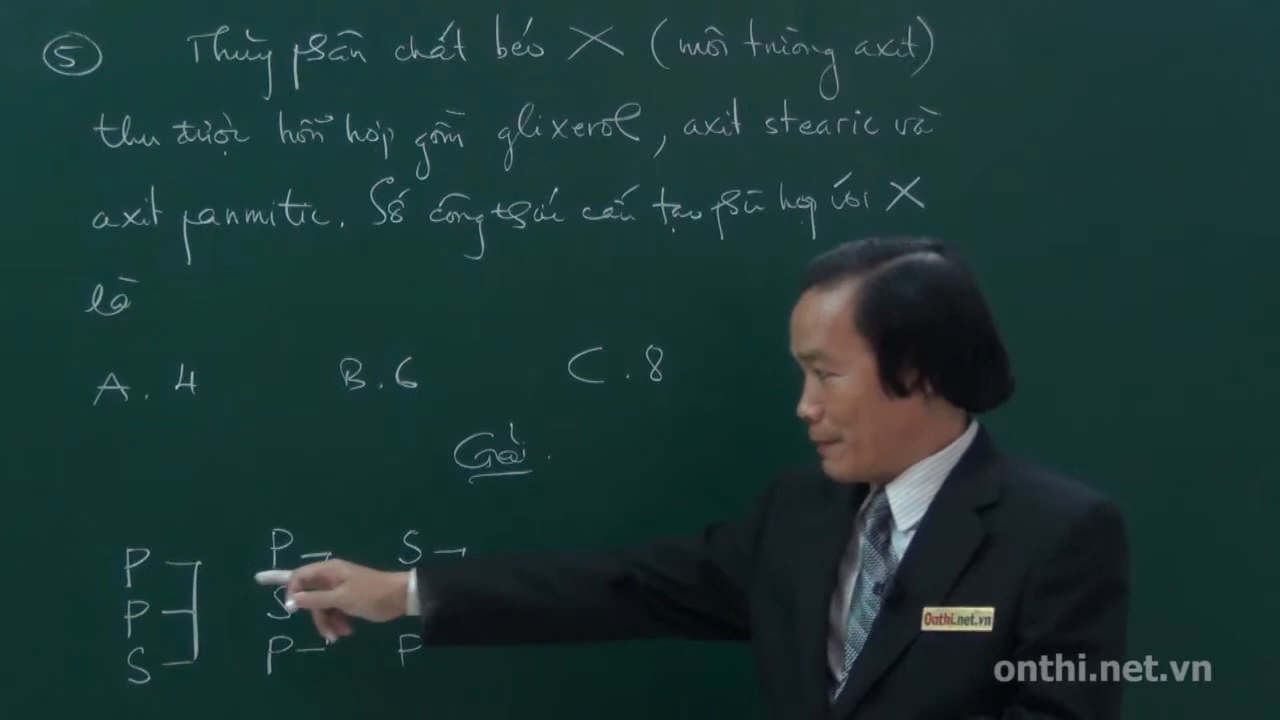 5 Thủy phân chất béo X (môi trường axit)
thu được hỗn hợp gồm glixerol, axit stearic và
axit panmitic. Số công thức cấu tạo phù hợp với X
là
A. 4 B. 6 C. 8
Giải.
P P S
P S
S P P
Onthi.net.vn
onthi.net.vn